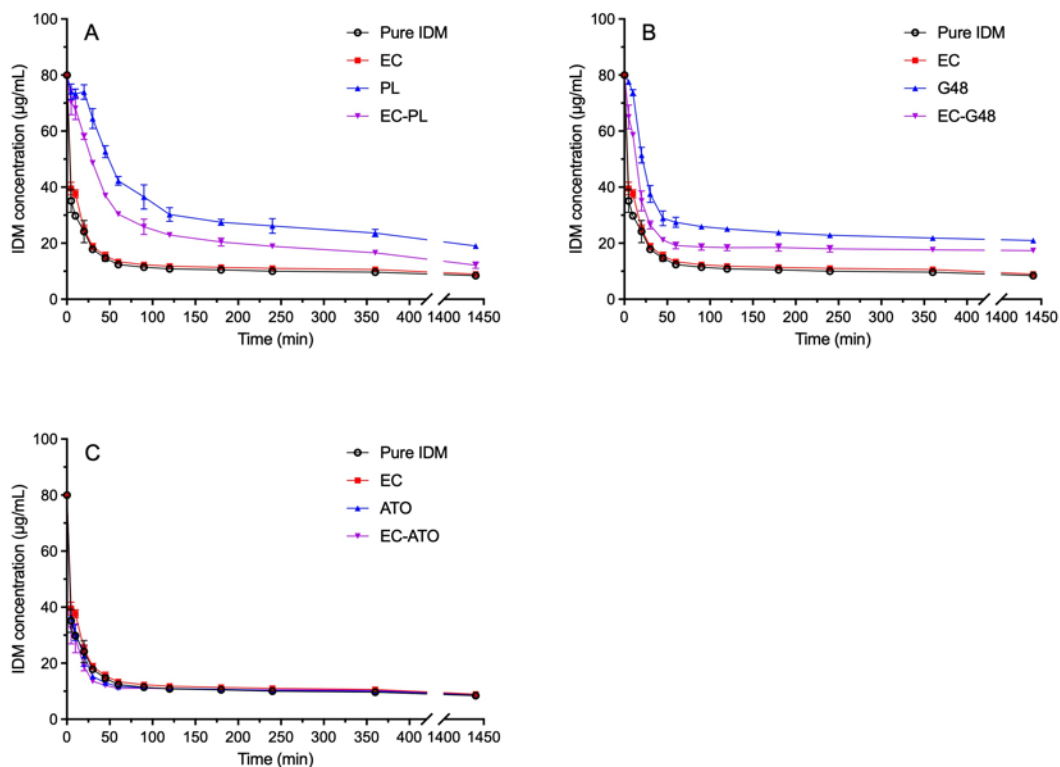 A
Pure IDM
EC
PL
EC-PL
IDM concentration (µg/mL)
100
80
60
40
20
0
0 50 100 150 200 250 300 350 400 1400 1450
Time (min)
B
Pure IDM
EC
G48
EC-G48
IDM concentration (µg/mL)
100
80
60
40
20
0
0 50 100 150 200 250 300 350 400 1400 1450
Time (min)
C
Pure IDM
EC
ATO
EC-ATO
IDM concentration (µg/mL)
100
80
60
40
20
0
0 50 100 150 200 250 300 350 400 1400 1450
Time (min)